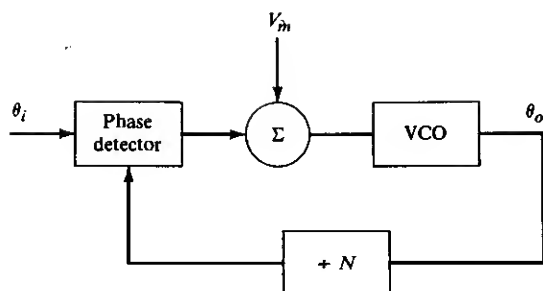 V_m
θ_i
Phase
detector
Σ
VCO
θ_o
+ N